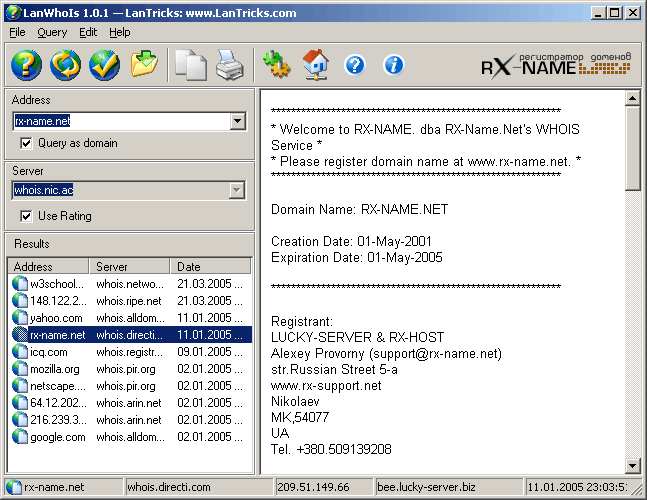 LanWhoIs 1.0.1 — LanTricks: www.LanTricks.com
File Query Edit Help
регистратор доменов
RX-NAME
Address
rx-name.net
Query as domain
Server
whois.nic.ac
Use Rating
Results
Address Server Date
w3school... whois.netwo... 21.03.2005 ...
148.122.2... whois.ripe.net 21.03.2005 ...
yahoo.com whois.alldom... 11.01.2005 ...
rx-name.net whois.directi... 11.01.2005 ...
icq.com whois.registr... 09.01.2005 ...
mozilla.org whois.pir.org 02.01.2005 ...
netscape.... whois.pir.org 02.01.2005 ...
64.12.202... whois.arin.net 02.01.2005 ...
216.239.3... whois.arin.net 02.01.2005 ...
google.com whois.alldom... 02.01.2005 ...
**********************************************************
* Welcome to RX-NAME. dba RX-Name.Net's WHOIS
Service *
* Please register domain name at www.rx-name.net. *
**********************************************************
Domain Name: RX-NAME.NET
Creation Date: 01-May-2001
Expiration Date: 01-May-2005
**********************************************************
Registrant:
LUCKY-SERVER & RX-HOST
Alexey Provorny (support@rx-name.net)
str.Russian Street 5-a
www.rx-support.net
Nikolaev
MK,54077
UA
Tel. +380.509139208
rx-name.net whois.directi.com 209.51.149.66 bee.lucky-server.biz 11.01.2005 23:03:5